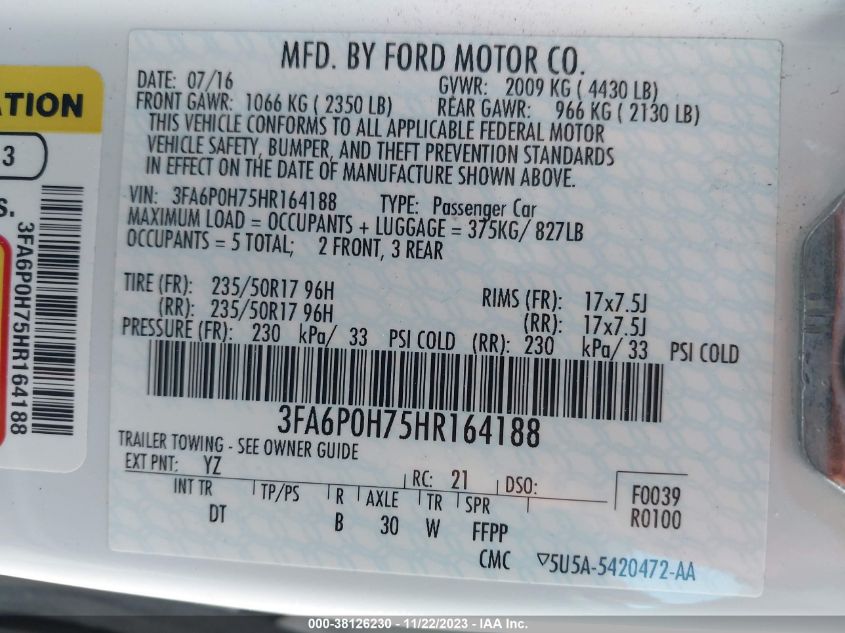 MFD. BY FORD MOTOR CO.
DATE: 07/16 GVWR: 2009 KG ( 4430 LB)
FRONT GAWR: 1066 KG ( 2350 LB) REAR GAWR: 966 KG ( 2130 LB)
THIS VEHICLE CONFORMS TO ALL APPLICABLE FEDERAL MOTOR
VEHICLE SAFETY, BUMPER, AND THEFT PREVENTION STANDARDS
IN EFFECT ON THE DATE OF MANUFACTURE SHOWN ABOVE.
VIN: 3FA6P0H75HR164188 TYPE: Passenger Car
MAXIMUM LOAD = OCCUPANTS + LUGGAGE = 375KG/ 827LB
OCCUPANTS = 5 TOTAL; 2 FRONT, 3 REAR
TIRE (FR): 235/50R17 96H RIMS (FR): 17x7.5J
(RR): 235/50R17 96H (RR): 17x7.5J
PRESSURE (FR): 230 kPa/ 33 PSI COLD (RR): 230 kPa/ 33 PSI COLD
3FA6P0H75HR164188
TRAILER TOWING - SEE OWNER GUIDE
EXT PNT: YZ RC: 21 DSO:
INT TR TP/PS R AXLE TR SPR F0039
DT B 30 W FFPP R0100
CMC ▽5U5A-5420472-AA
ATION
3
S.
3FA6P0H75HR164188
000-38126230 - 11/22/2023 - IAA Inc.